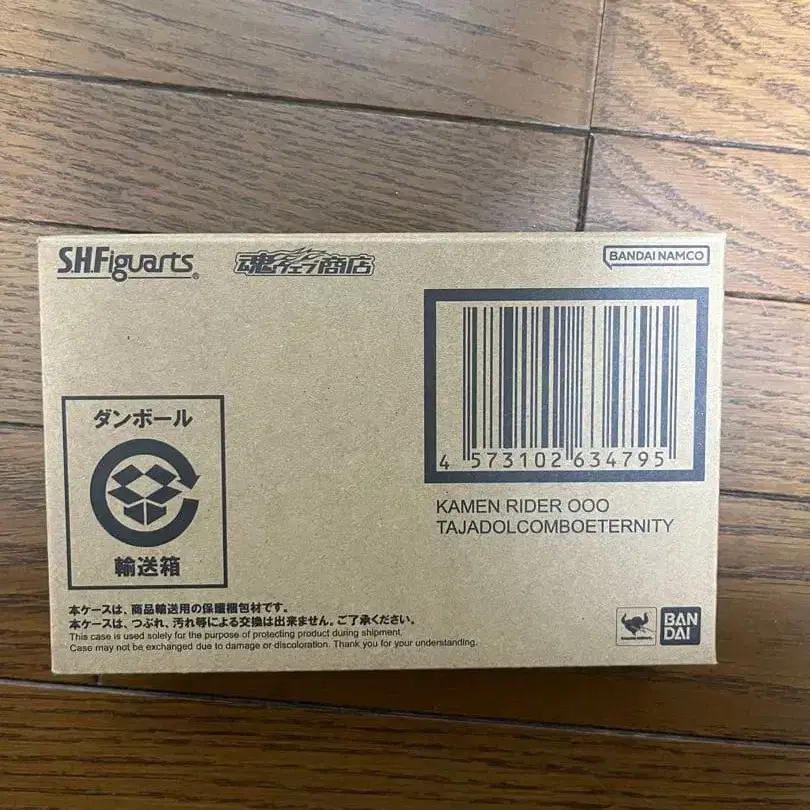 S.H.Figuarts®
魂ウェブ商店
BANDAI NAMCO
4 573102 634795
KAMEN RIDER OOO
TAJADOLCOMBOETERNITY
ダンボール
輸送箱
本ケースは、商品輸送用の保護梱包材です。
本ケースは、つぶれ、汚れ等による交換は出来ません。ご了承ください。
This case is used solely for the purpose of protecting product during shipment.
Case may not be exchanged due to damage or discoloration. Thank you for your understanding.
BAN
DAI